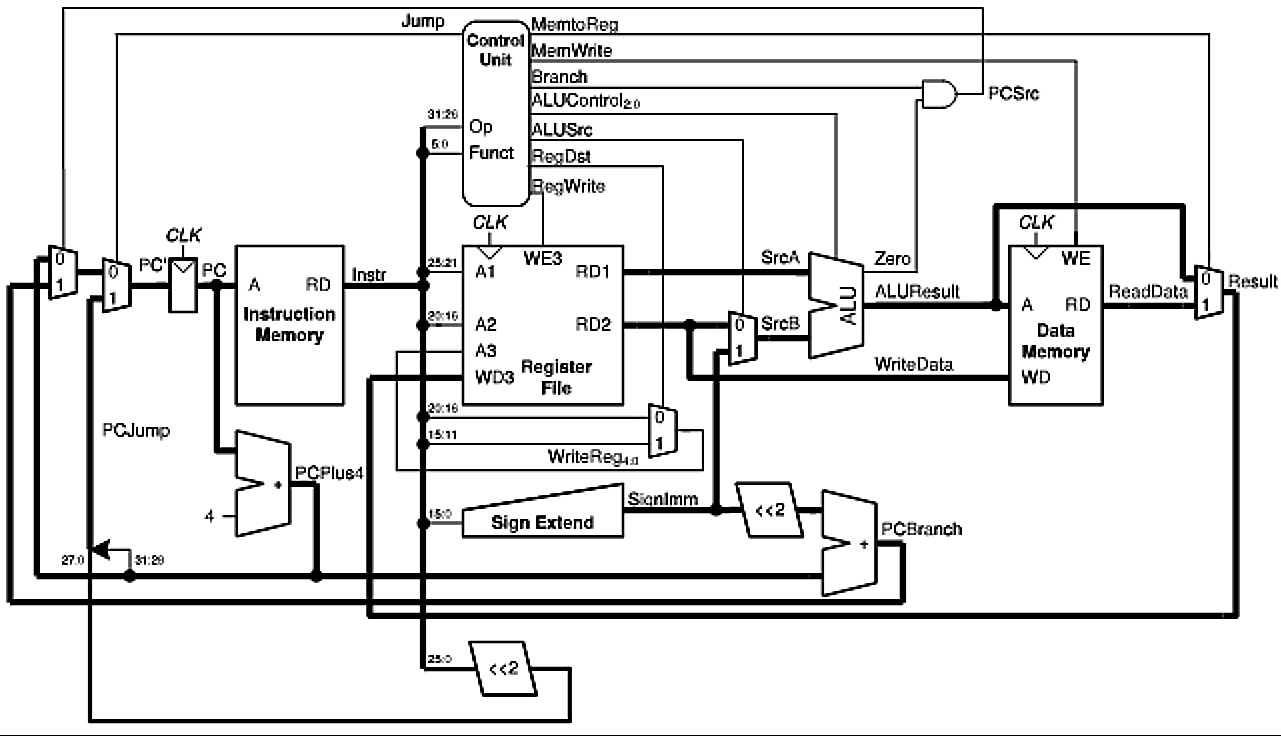 Jump
MemtoReg
Control
Unit
MemWrite
Branch
PCSrc
ALUControl2:0
31:26
Op
ALUSrc
5:0
Funct
RegDst
RegWrite
CLK
CLK
CLK
0
1
0
1
PC'
PC
A
RD
Instruction
Memory
Instr
25:21
A1
WE3
RD1
SrcA
Zero
WE
0
1
Result
20:16
A2
RD2
0
1
SrcB
ALU
ALUResult
A
RD
ReadData
Data
Memory
A3
WD3
Register
File
WriteData
WD
20:16
0
15:11
1
WriteReg4:0
PCJump
PCPlus4
+
4
SignImm
15:0
Sign Extend
<<2
PCBranch
+
27:0
31:28
25:0
<<2